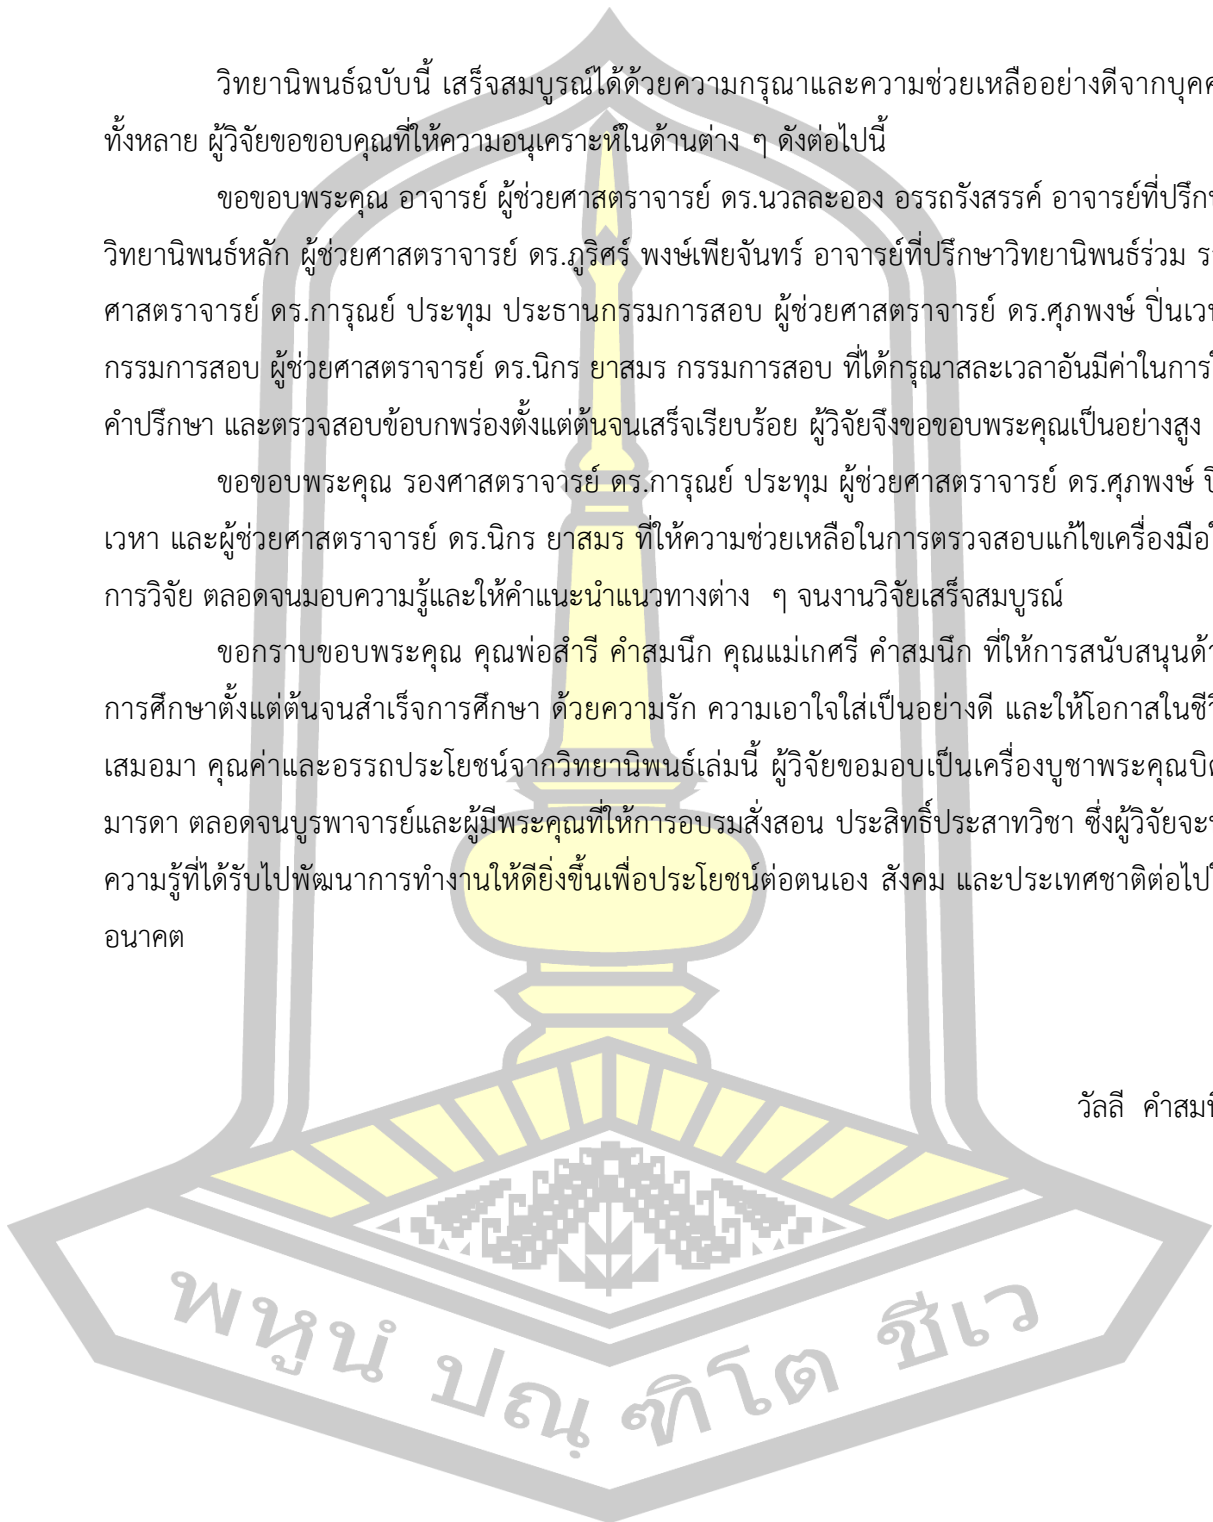 วิทยานิพนธ์ฉบับนี้ เสร็จสมบูรณ์ได้ด้วยความกรุณาและความช่วยเหลืออย่างดีจากบุคค
ทั้งหลาย ผู้วิจัยขอขอบคุณที่ให้ความอนุเคราะห์ในด้านต่าง ๆ ดังต่อไปนี้
ขอขอบพระคุณ อาจารย์ ผู้ช่วยศาสตราจารย์ ดร.นวลละออง อรรถรังสรรค์ อาจารย์ที่ปรึก
วิทยานิพนธ์หลัก ผู้ช่วยศาสตราจารย์ ดร.ภูริศร์ พงษ์เพียจันทร์ อาจารย์ที่ปรึกษาวิทยานิพนธ์ร่วม ร
ศาสตราจารย์ ดร.การุณย์ ประทุม ประธานกรรมการสอบ ผู้ช่วยศาสตราจารย์ ดร.ศุภพงษ์ ปิ่นเว
กรรมการสอบ ผู้ช่วยศาสตราจารย์ ดร.นิกร ยาสมร กรรมการสอบ ที่ได้กรุณาสละเวลาอันมีค่าในการ
คำปรึกษา และตรวจสอบข้อบกพร่องตั้งแต่ต้นจนเสร็จเรียบร้อย ผู้วิจัยจึงขอขอบพระคุณเป็นอย่างสูง
ขอขอบพระคุณ รองศาสตราจารย์ ดร.การุณย์ ประทุม ผู้ช่วยศาสตราจารย์ ดร.ศุภพงษ์
เวหา และผู้ช่วยศาสตราจารย์ ดร.นิกร ยาสมร ที่ให้ความช่วยเหลือในการตรวจสอบแก้ไขเครื่องมือ
การวิจัย ตลอดจนมอบความรู้และให้คำแนะนำแนวทางต่าง ๆ จนงานวิจัยเสร็จสมบูรณ์
ขอกราบขอบพระคุณ คุณพ่อสำรี คำสมนึก คุณแม่เกศรี คำสมนึก ที่ให้การสนับสนุนด้
การศึกษาตั้งแต่ต้นจนสำเร็จการศึกษา ด้วยความรัก ความเอาใจใส่เป็นอย่างดี และให้โอกาสในชี
เสมอมา คุณค่าและอรรถประโยชน์จากวิทยานิพนธ์เล่มนี้ ผู้วิจัยขอมอบเป็นเครื่องบูชาพระคุณบิ
มารดา ตลอดจนบูรพาจารย์และผู้มีพระคุณที่ให้การอบรมสั่งสอน ประสิทธิ์ประสาทวิชา ซึ่งผู้วิจัยจะ
ความรู้ที่ได้รับไปพัฒนาการทำงานให้ดียิ่งขึ้นเพื่อประโยชน์ต่อตนเอง สังคม และประเทศชาติต่อไป
อนาคต
วัลลี คำสมนึ
พหูนํ ปณฺฑิโต ชีเว